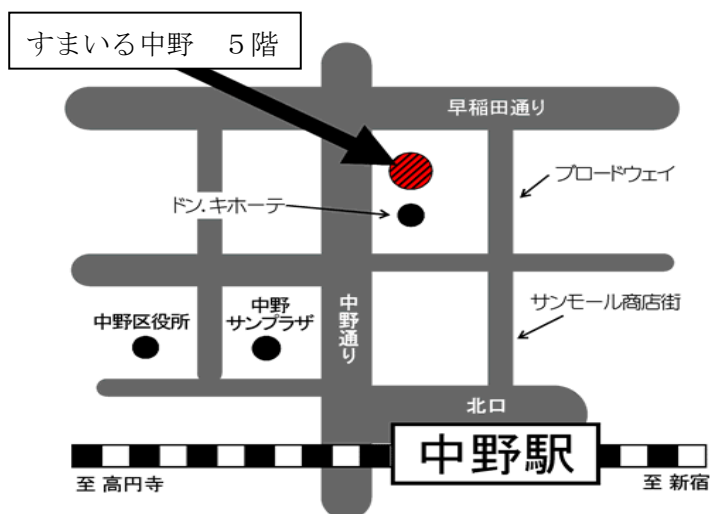 すまいる中野　５階
早稲田通り
ブロードウェイ
ドン.キホーテ
サンモール商店街
中野区役所
中野
サンプラザ
中野通り
北口
中野駅
至 高円寺
至 新宿